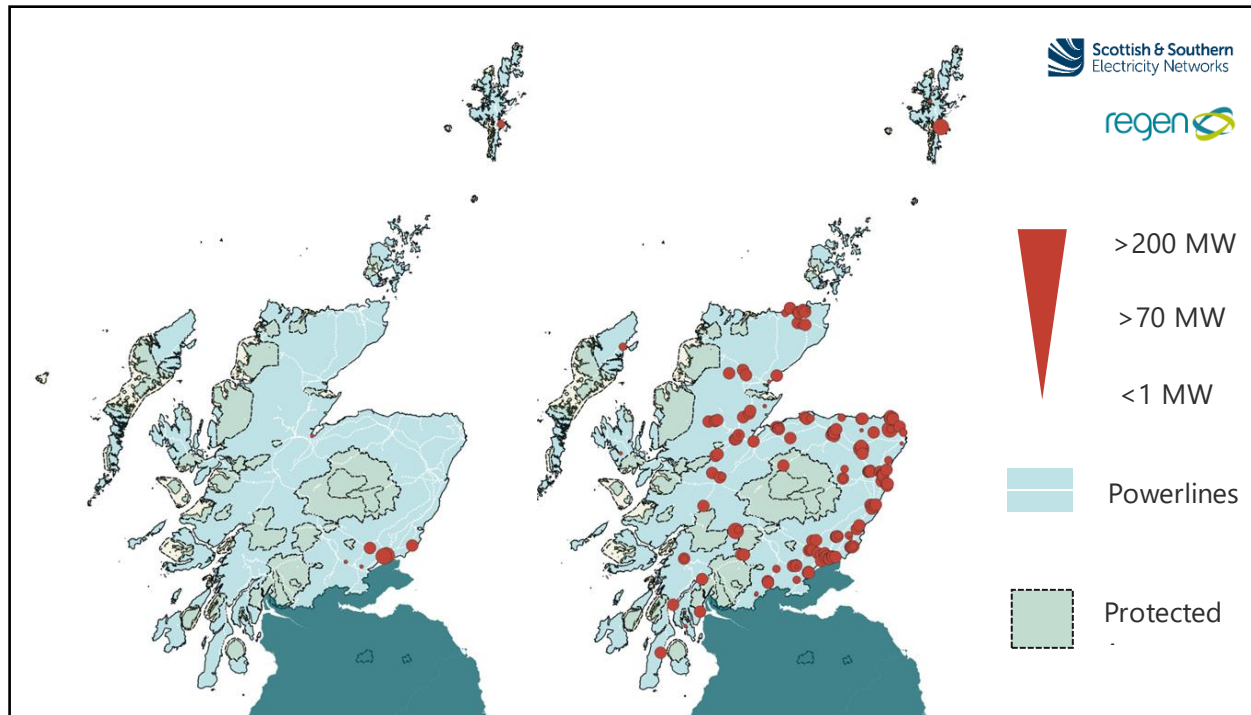 Scottish & Southern
Electricity Networks
regen
>200 MW
>70 MW
<1 MW
Powerlines
Protected